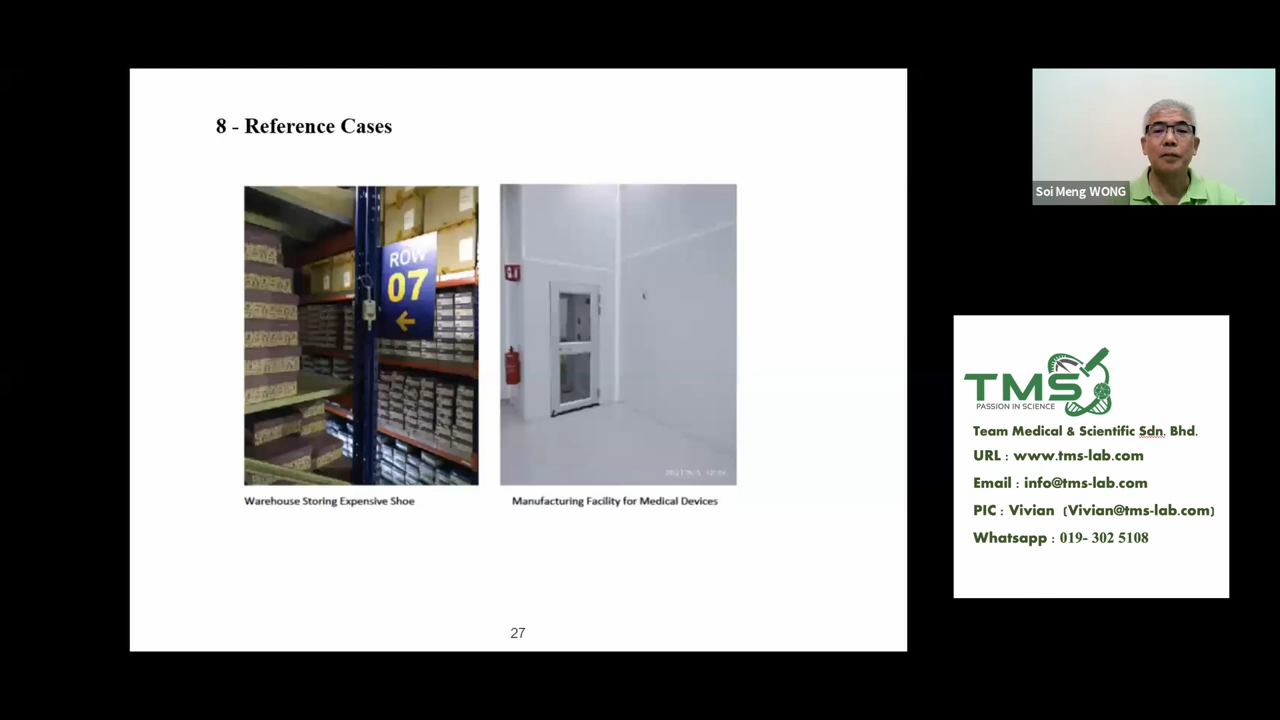 8 - Reference Cases
ROW
07
Warehouse Storing Expensive Shoe
Manufacturing Facility for Medical Devices
27
Soi Meng WONG
TMS
PASSION IN SCIENCE
Team Medical & Scientific Sdn. Bhd.
URL : www.tms-lab.com
Email : info@tms-lab.com
PIC : Vivian (Vivian@tms-lab.com)
Whatsapp : 019- 302 5108